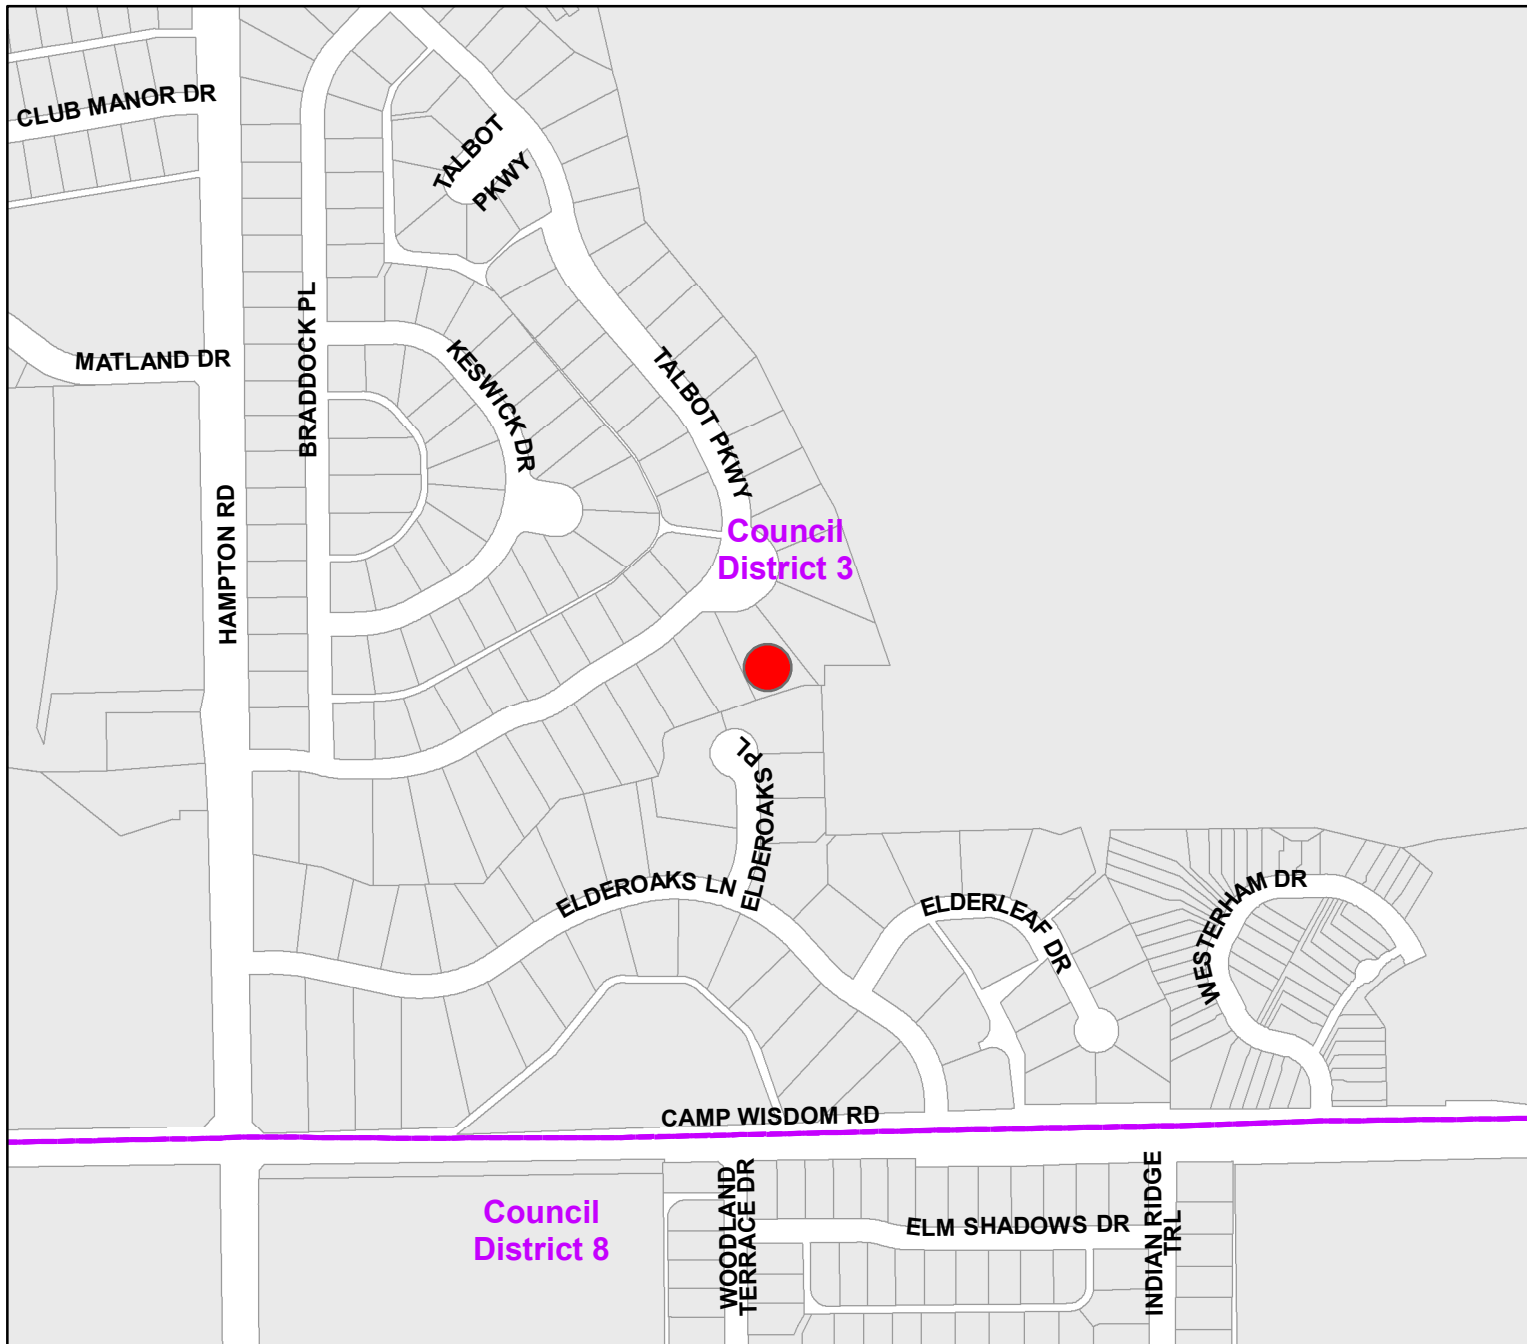 CLUB MANOR DR
TALBOT
PKWY
BRADDOCK PL
MATLAND DR
KESWICK DR
TALBOT PKWY
HAMPTON RD
Council
District 3
ELDEROAKS PL
ELDEROAKS LN
ELDERLEAF DR
WESTERHAM DR
CAMP WISDOM RD
Council
District 8
WOODLAND
TERRACE DR
ELM SHADOWS DR
INDIAN RIDGE
TRL